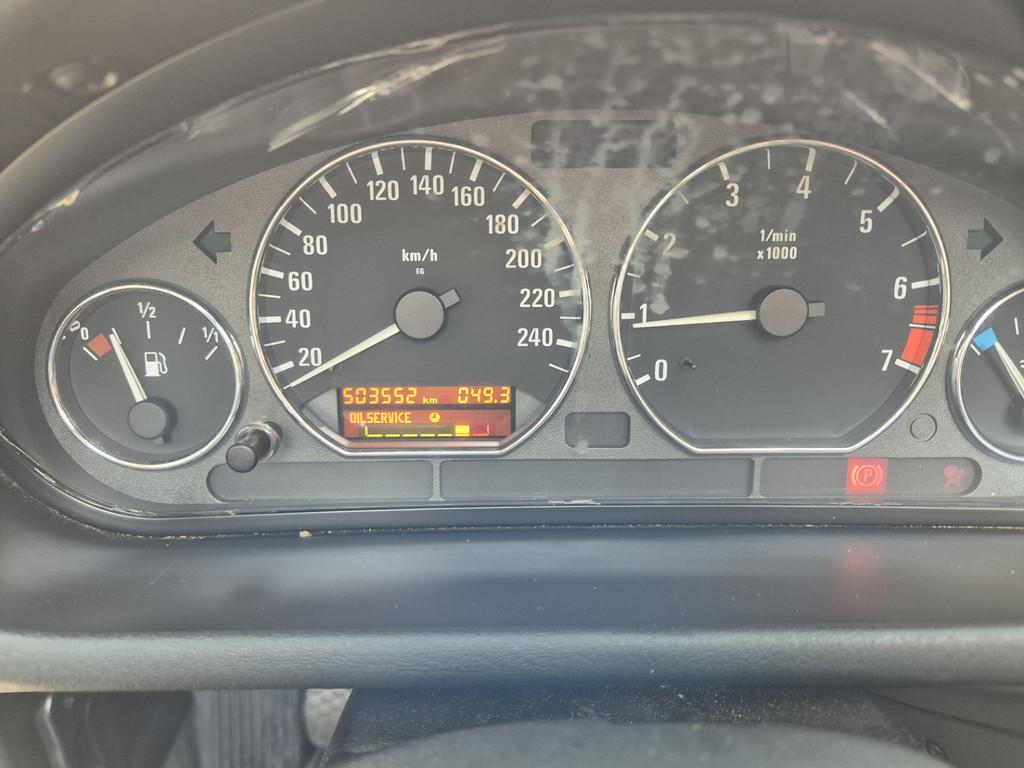 0 1/2 1/1
20 40 60 80 100 120 140 160 180 200 220 240
km/h
EG
503552 km 049.3
OILSERVICE
0 1 2 3 4 5 6 7
1/min
x1000
P